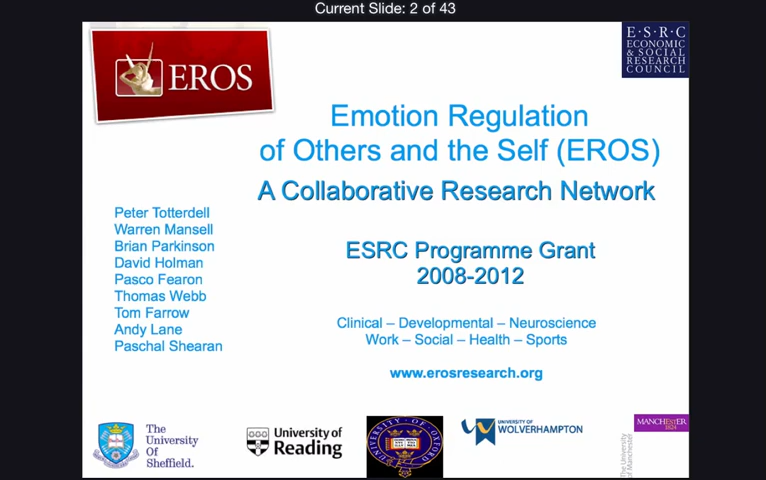 Current Slide: 2 of 43
EROS
E·S·R·C
ECONOMIC
& SOCIAL
RESEARCH
COUNCIL
Emotion Regulation
of Others and the Self (EROS)
A Collaborative Research Network
Peter Totterdell
Warren Mansell
Brian Parkinson
David Holman
Pasco Fearon
Thomas Webb
Tom Farrow
Andy Lane
Paschal Shearan
ESRC Programme Grant
2008-2012
Clinical – Developmental – Neuroscience
Work – Social – Health – Sports
www.erosresearch.org
The
University
Of
Sheffield.
University of
Reading
UNIVERSITY OF OXFORD
UNIVERSITY OF
WOLVERHAMPTON
MANCHESTER
1824
The University
of Manchester